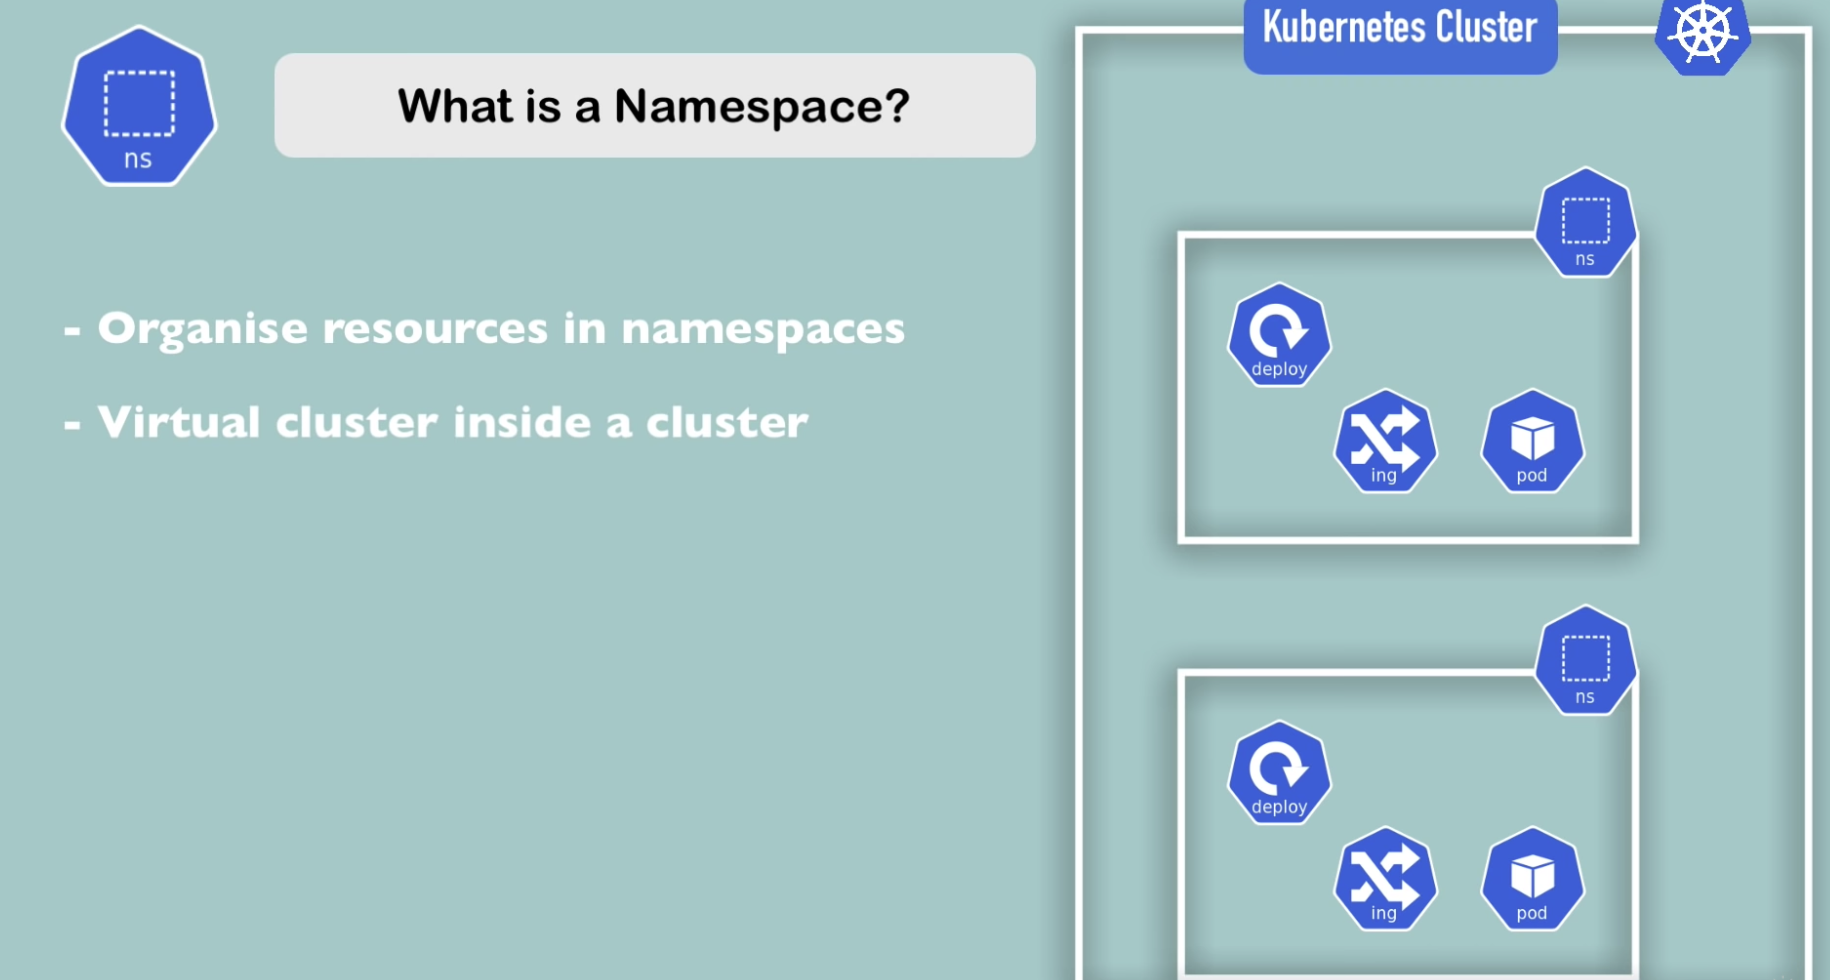 ns
What is a Namespace?
- Organise resources in namespaces
- Virtual cluster inside a cluster
Kubernetes Cluster
ns
deploy
ing
pod
ns
deploy
ing
pod